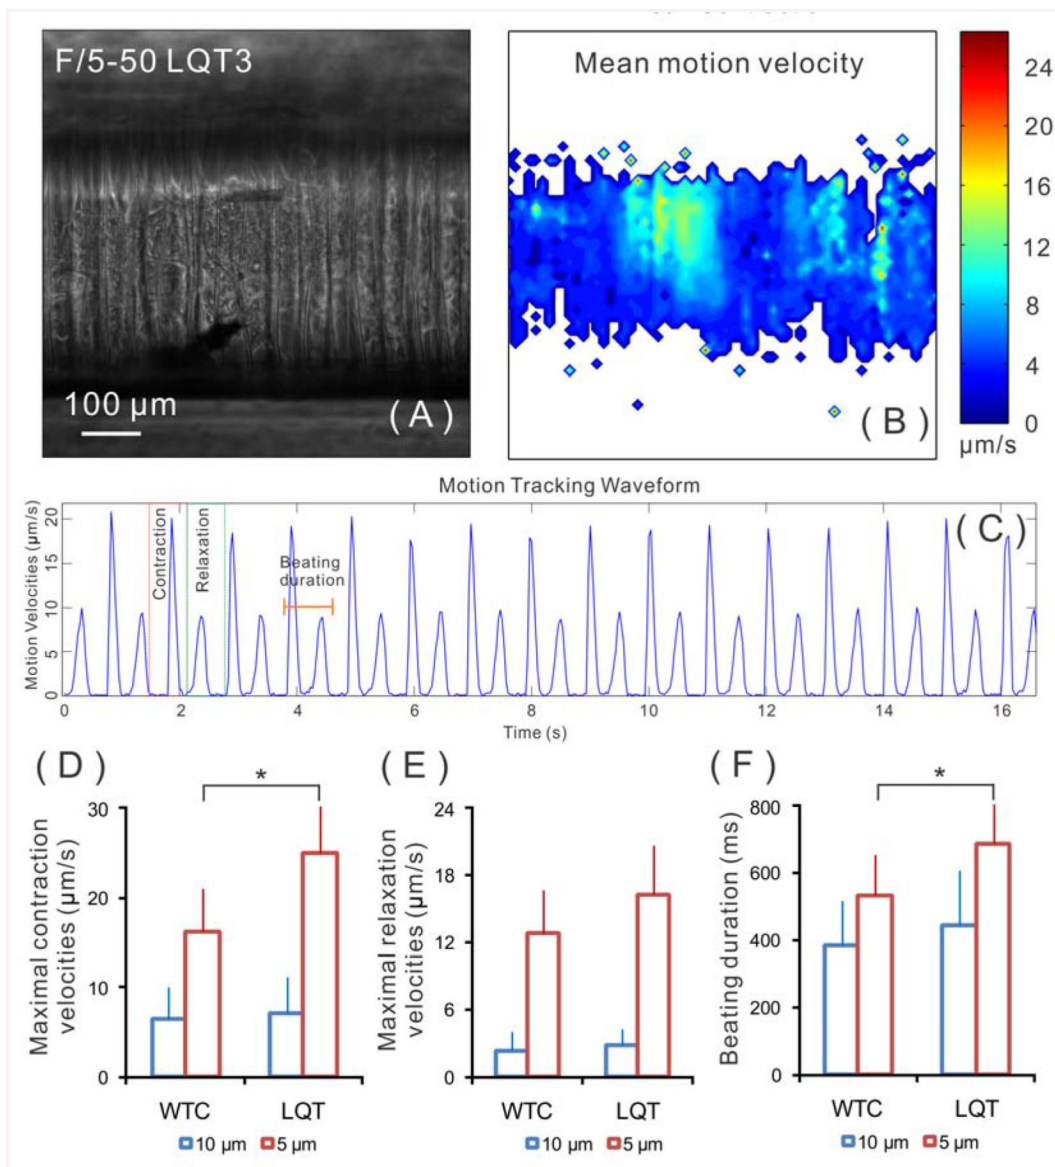 F/5-50 LQT3
100 µm
( A )
Mean motion velocity
( B )
24
20
16
12
8
4
0
µm/s
Motion Tracking Waveform
Motion Velocities (µm/s)
20
15
10
5
0
Contraction
Relaxation
Beating
duration
( C )
0 2 4 6 8 10 12 14 16
Time (s)
( D )
*
Maximal contraction
velocities (µm/s)
30
20
10
0
WTC LQT
10 µm 5 µm
( E )
Maximal relaxation
velocities (µm/s)
24
18
12
6
0
WTC LQT
10 µm 5 µm
( F )
*
Beating duration (ms)
800
600
400
200
0
WTC LQT
10 µm 5 µm